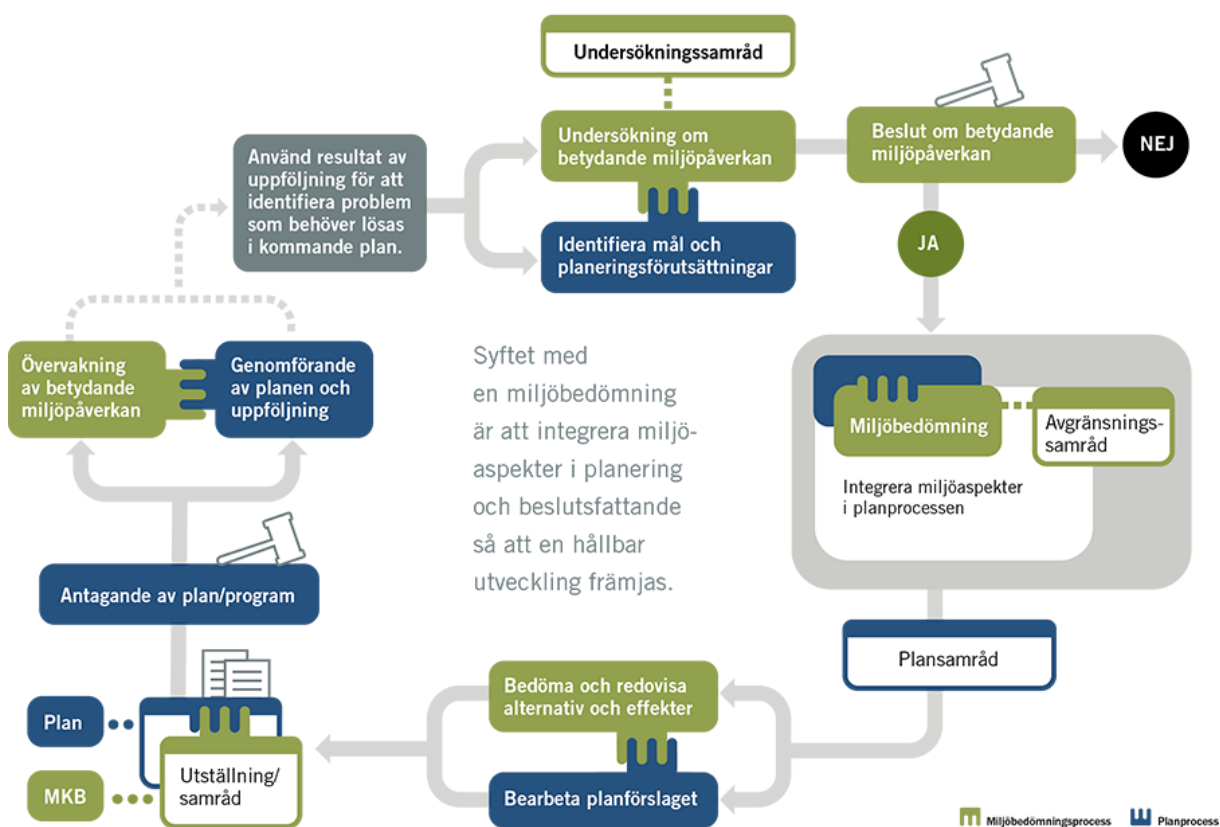 Undersökningssamråd
Undersökning om
betydande miljöpåverkan
Beslut om betydande
miljöpåverkan
NEJ
JA
Använd resultat av
uppföljning för att
identifiera problem
som behöver lösas
i kommande plan.
Identifiera mål och
planeringsförutsättningar
Övervakning
av betydande
miljöpåverkan
Genomförande
av planen och
uppföljning
Syftet med
en miljöbedömning
är att integrera miljö-
aspekter i planering
och beslutsfattande
så att en hållbar
utveckling främjas.
Miljöbedömning
Avgränsnings-
samråd
Integrera miljöaspekter
i planprocessen
Plansamråd
Antagande av plan/program
Bedöma och redovisa
alternativ och effekter
Bearbeta planförslaget
Plan
MKB
Utställning/
samråd
Miljöbedömningsprocess
Planprocess